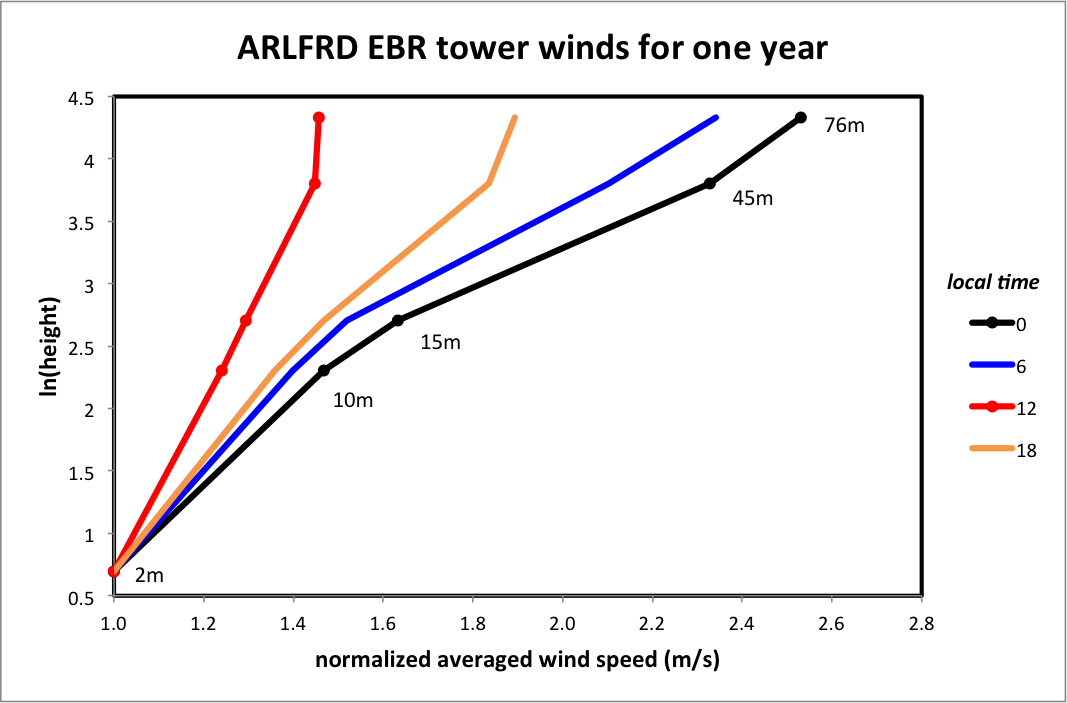 ARLFRD EBR tower winds for one year
4.5
4
3.5
3
2.5
2
1.5
1
0.5
ln(height)
76m
45m
15m
10m
2m
local time
0
6
12
18
1.0 1.2 1.4 1.6 1.8 2.0 2.2 2.4 2.6 2.8
normalized averaged wind speed (m/s)